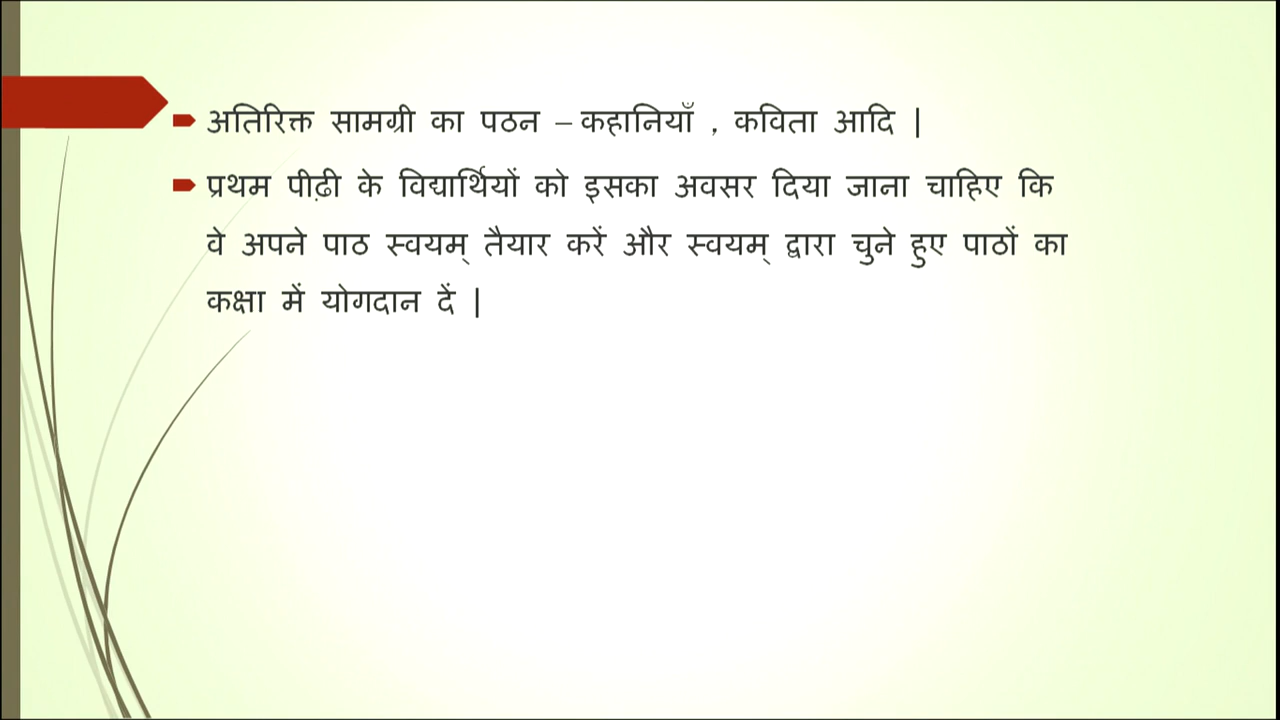 अतिरिक्त सामग्री का पठन – कहानियाँ , कविता आदि |
प्रथम पीढ़ी के विद्यार्थियों को इसका अवसर दिया जाना चाहिए कि
वे अपने पाठ स्वयम् तैयार करें और स्वयम् द्वारा चुने हुए पाठों का
कक्षा में योगदान दें |